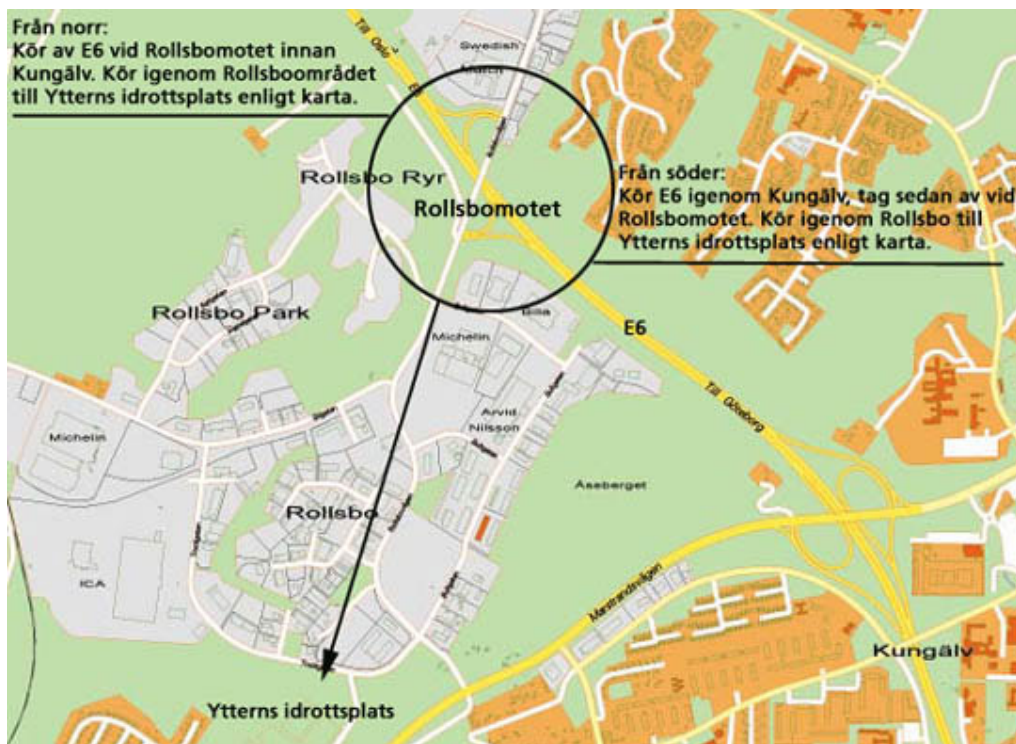 Från norr:
Kör av E6 vid Rollsbomotet innan
Kungälv. Kör igenom Rollsboområdet
till Ytterns idrottsplats enligt karta.
Till Oslo
Swedish
Match
Rollsbo Ryr
Rollsbomotet
Från söder:
Kör E6 igenom Kungälv, tag sedan av vid
Rollsbomotet. Kör igenom Rollsbo till
Ytterns idrottsplats enligt karta.
Rollsbo Park
Michelin
Bilia
E6
Till Göteborg
Michelin
Arvid
Nilsson
Åseberget
Rollsbo
ICA
Marstrandsvägen
Kungälv
Ytterns idrottsplats